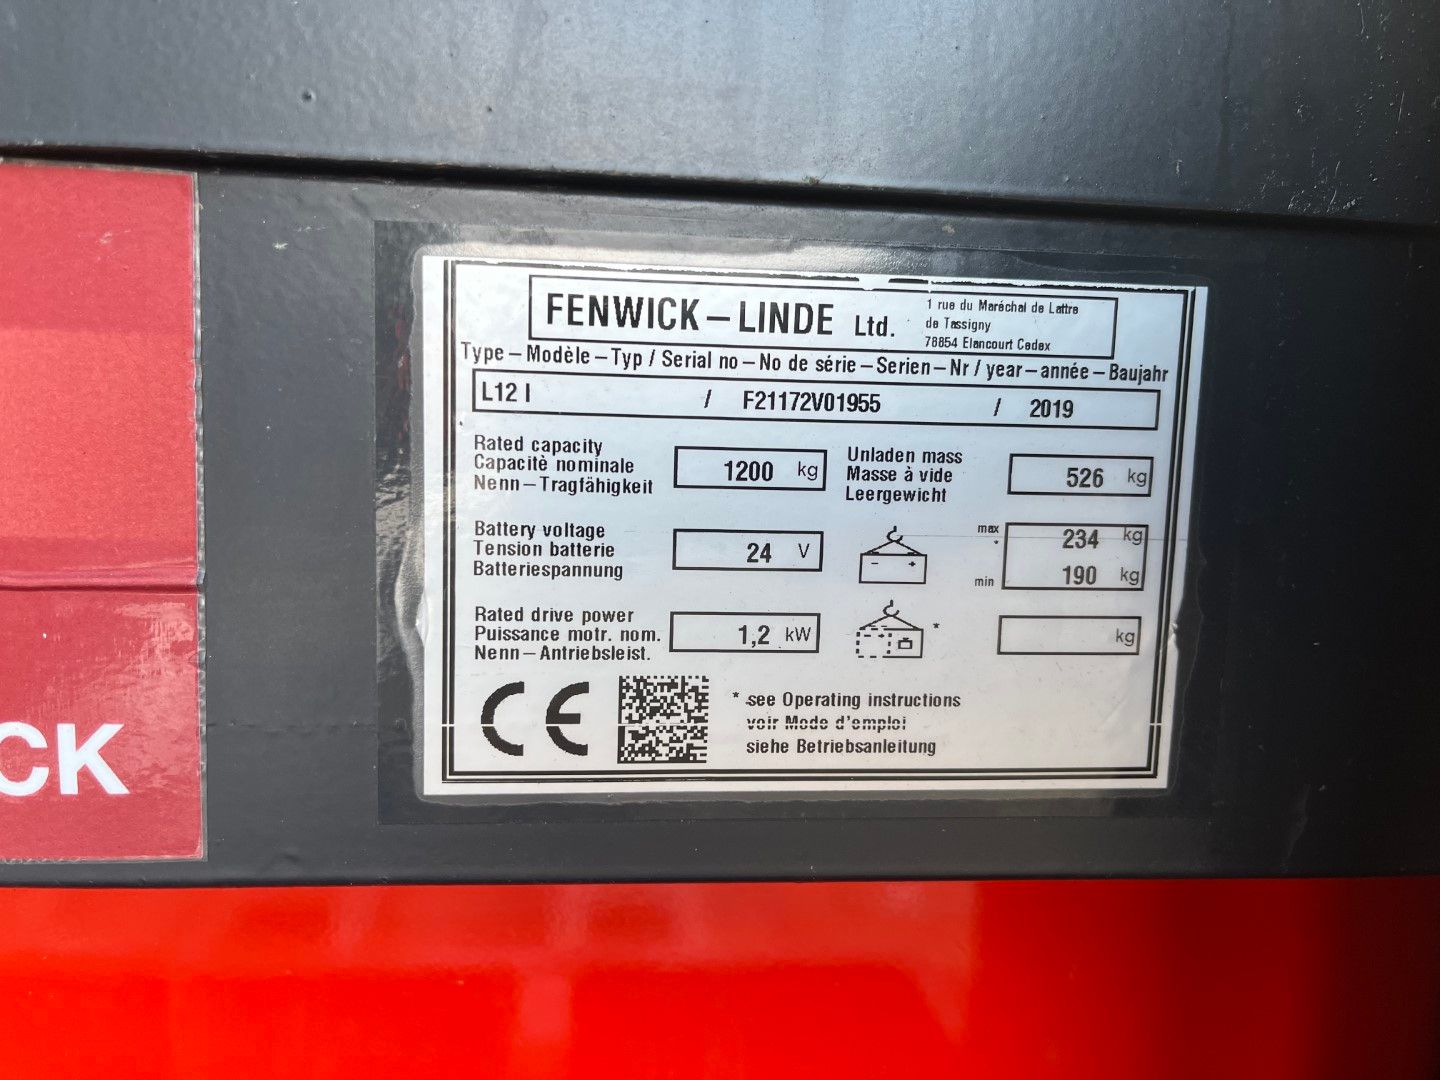 FENWICK – LINDE Ltd.
1 rue du Maréchal de Lattre
de Tassigny
78854 Elancourt Cedex
Type – Modèle – Typ / Serial no – No de série – Serien – Nr / year – année – Baujahr
L12 I / F21172V01955 / 2019
Rated capacity
Capacitè nominale
Nenn – Tragfähigkeit
1200 kg
Unladen mass
Masse à vide
Leergewicht
526 kg
Battery voltage
Tension batterie
Batteriespannung
24 V
- +
max
*
min
234 kg
190 kg
Rated drive power
Puissance motr. nom.
Nenn – Antriebsleist.
1,2 kW
*
kg
CE
* see Operating instructions
voir Mode d'emploi
siehe Betriebsanleitung
CK